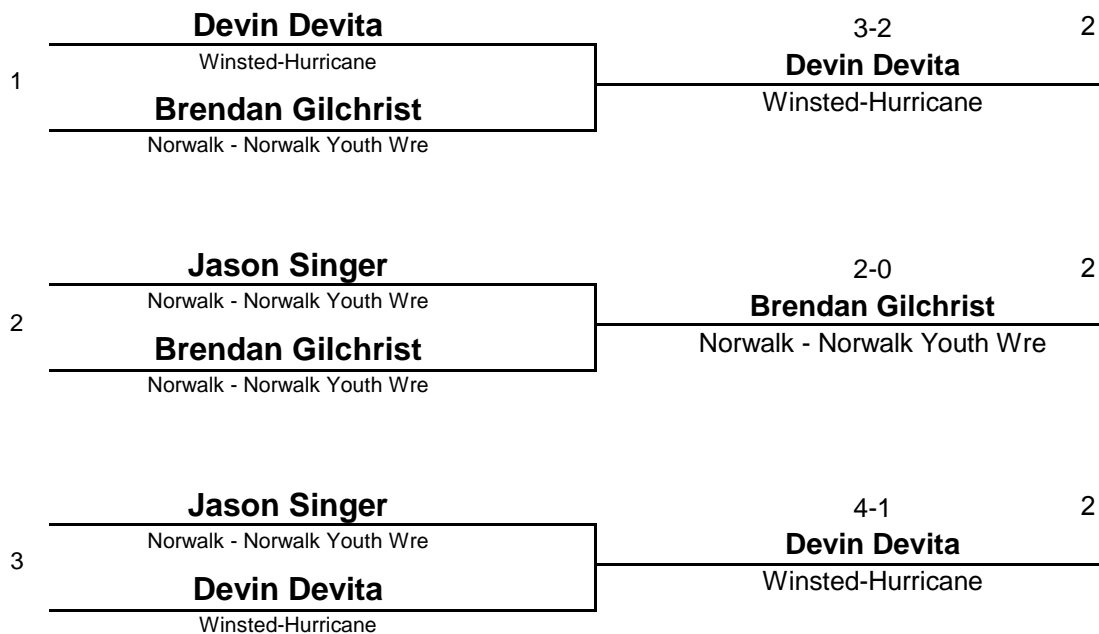 Devin Devita
Winsted-Hurricane
1
Brendan Gilchrist
Norwalk - Norwalk Youth Wre
3-2
2
Devin Devita
Winsted-Hurricane
Jason Singer
Norwalk - Norwalk Youth Wre
2
Brendan Gilchrist
Norwalk - Norwalk Youth Wre
2-0
2
Brendan Gilchrist
Norwalk - Norwalk Youth Wre
Jason Singer
Norwalk - Norwalk Youth Wre
3
Devin Devita
Winsted-Hurricane
4-1
2
Devin Devita
Winsted-Hurricane